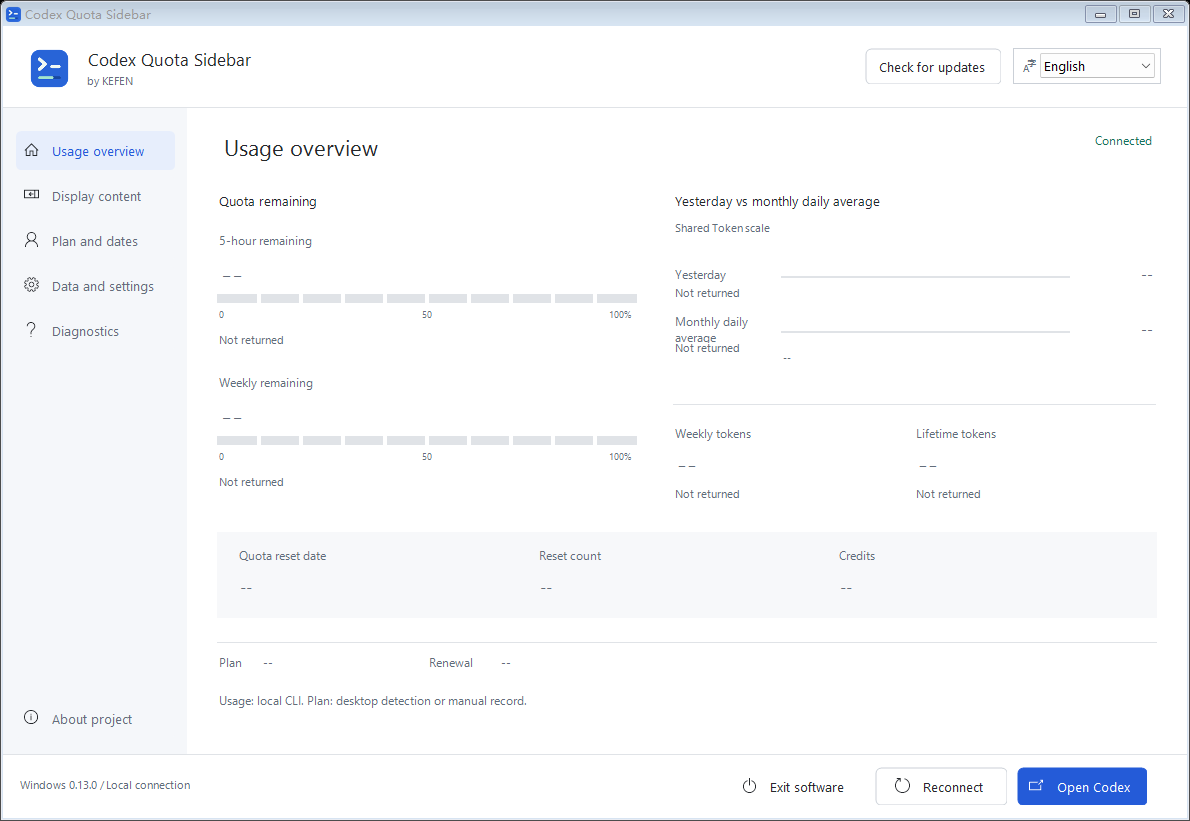 Codex Quota Sidebar
Codex Quota Sidebar
by KEFEN
Check for updates
English
Usage overview
Display content
Plan and dates
Data and settings
Diagnostics
About project
Usage overview
Connected
Quota remaining
5-hour remaining
--
0 50 100%
Not returned
Weekly remaining
--
0 50 100%
Not returned
Yesterday vs monthly daily average
Shared Token scale
Yesterday --
Not returned
Monthly daily average --
Not returned
--
Weekly tokens
--
Not returned
Lifetime tokens
--
Not returned
Quota reset date
--
Reset count
--
Credits
--
Plan --
Renewal --
Usage: local CLI. Plan: desktop detection or manual record.
Windows 0.13.0 / Local connection
Exit software
Reconnect
Open Codex